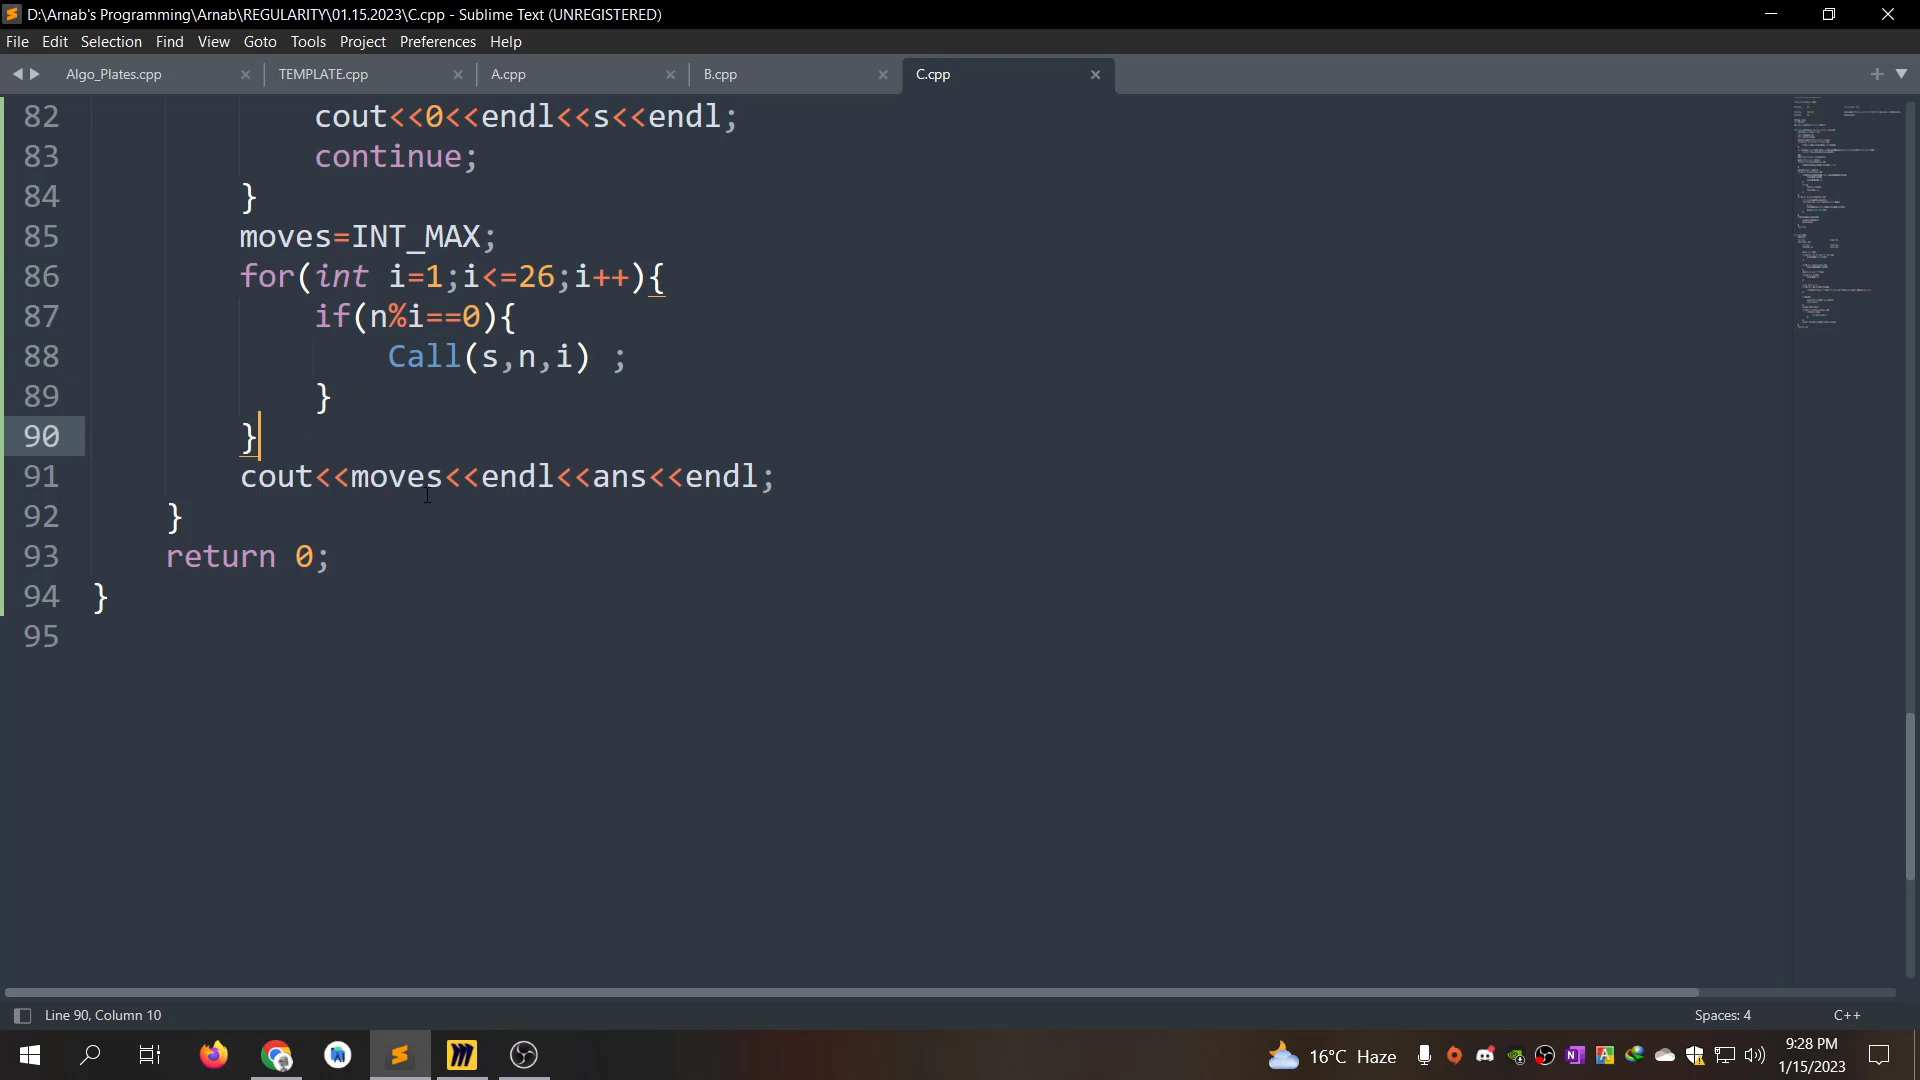 D:\Arnab's Programming\Arnab\REGULARITY\01.15.2023\C.cpp - Sublime Text (UNREGISTERED)
File Edit Selection Find View Goto Tools Project Preferences Help
Algo_Plates.cpp TEMPLATE.cpp A.cpp B.cpp C.cpp
82 cout<<0<<endl<<s<<endl;
83 continue;
84 }
85 moves=INT_MAX;
86 for(int i=1;i<=26;i++){
87 if(n%i==0){
88 Call(s,n,i) ;
89 }
90 }
91 cout<<moves<<endl<<ans<<endl;
92 }
93 return 0;
94 }
95
Line 90, Column 10 Spaces: 4 C++
16°C Haze 9:28 PM
1/15/2023